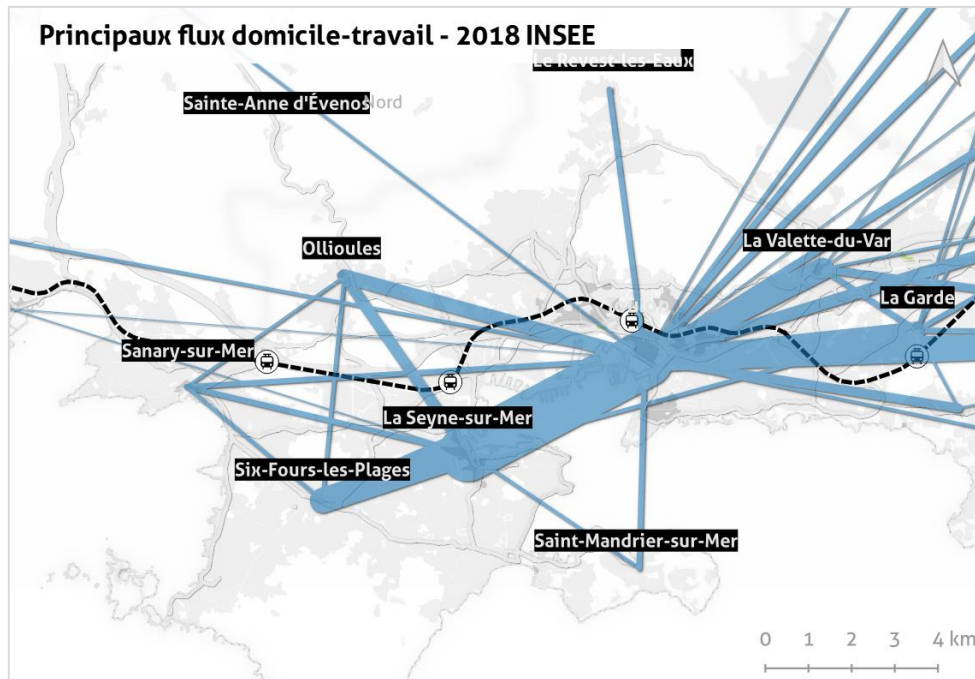 Principaux flux domicile-travail - 2018 INSEE
Le Revest-les-Eaux
Sainte-Anne d'Évenos
Nord
Ollioules
La Valette-du-Var
La Garde
Sanary-sur-Mer
La Seyne-sur-Mer
Six-Fours-les-Plages
Saint-Mandrier-sur-Mer
0 1 2 3 4 km